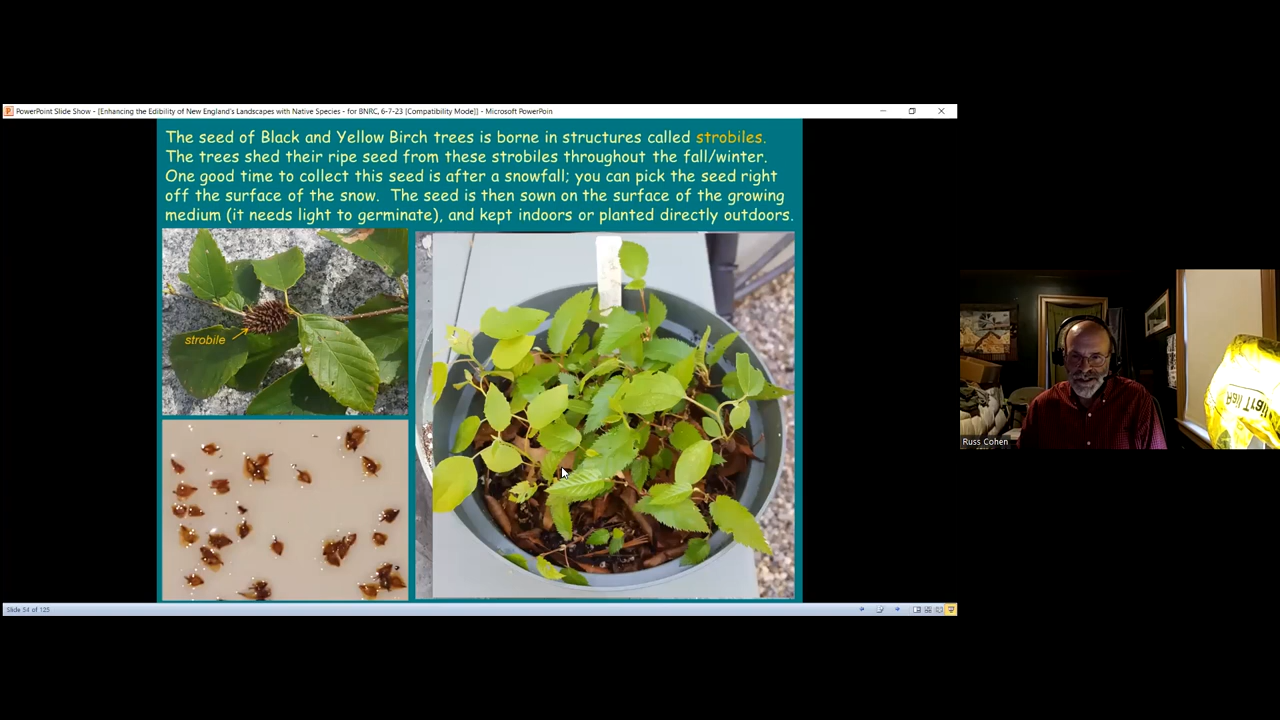 PowerPoint Slide Show - [Enhancing the Edibility of New England's Landscapes with Native Species - for BNRC, 6-7-23 [Compatibility Mode]] - Microsoft PowerPoin
The seed of Black and Yellow Birch trees is borne in structures called strobiles.
The trees shed their ripe seed from these strobiles throughout the fall/winter.
One good time to collect this seed is after a snowfall; you can pick the seed right
off the surface of the snow. The seed is then sown on the surface of the growing
medium (it needs light to germinate), and kept indoors or planted directly outdoors.
strobile
Russ Cohen
Slide 54 of 125